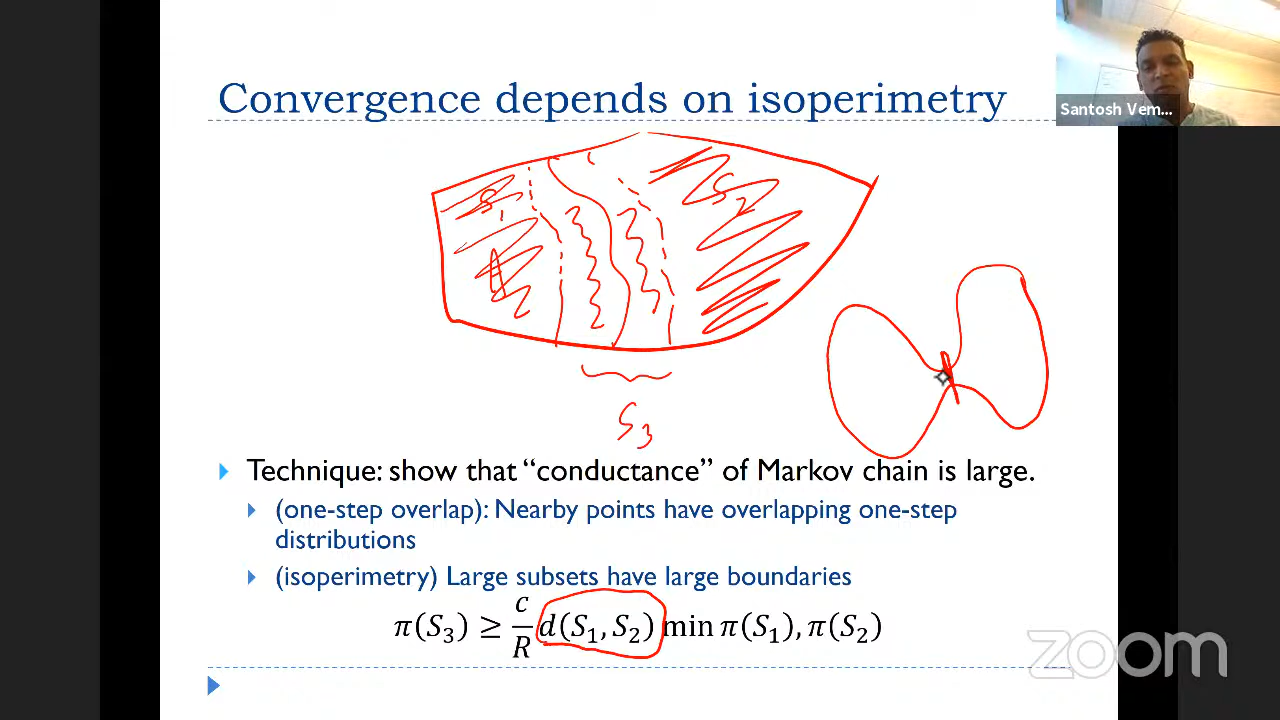 Convergence depends on isoperimetry
Santosh Vem...
S1
S2
S3
Technique: show that “conductance” of Markov chain is large.
(one-step overlap): Nearby points have overlapping one-step
distributions
(isoperimetry) Large subsets have large boundaries
π(S₃) ≥ c/R d(S₁, S₂) min π(S₁), π(S₂)
zoom